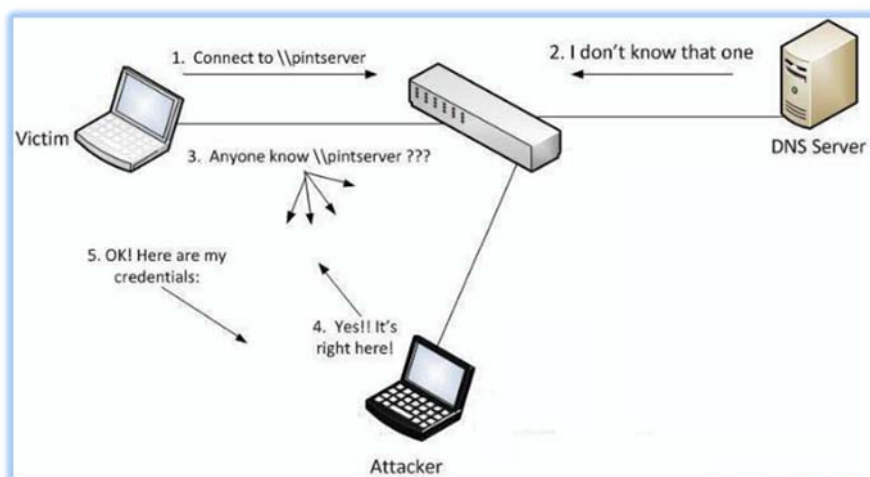 1. Connect to \\pintserver
2. I don't know that one
Victim
DNS Server
3. Anyone know \\pintserver ???
5. OK! Here are my
credentials:
4. Yes!! It's
right here!
Attacker